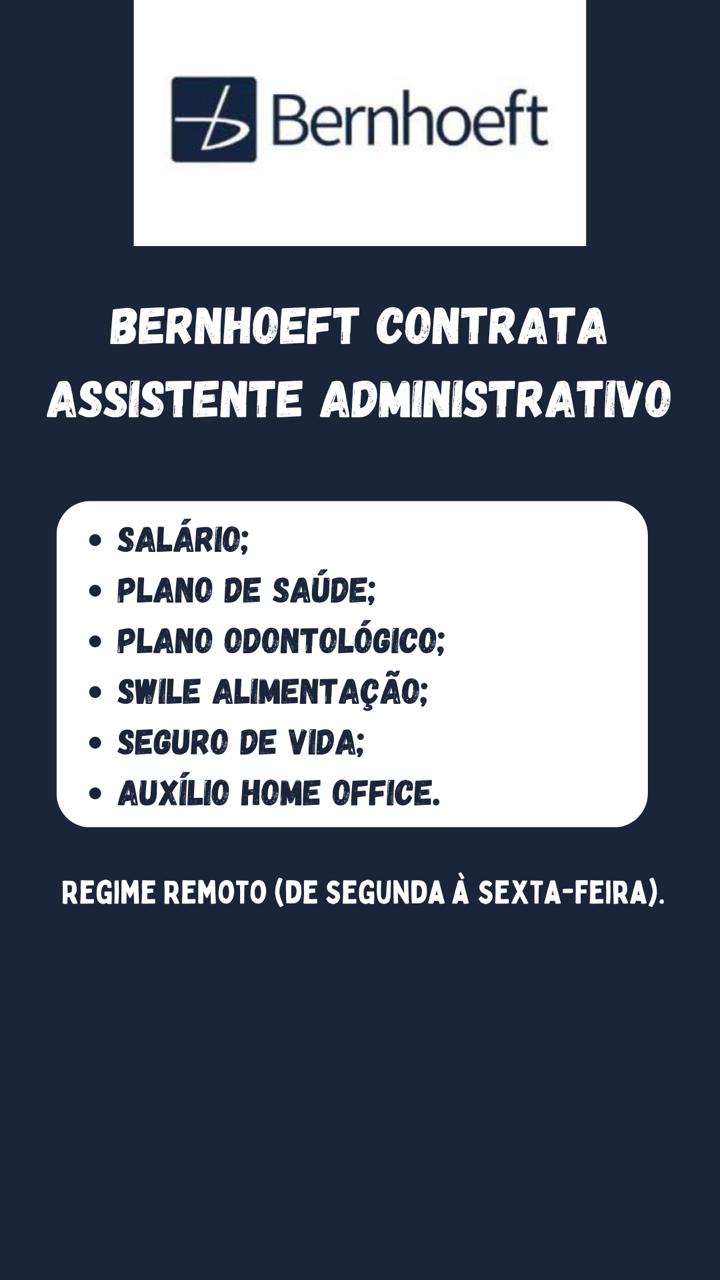 Bernhoeft
BERNHOEFT CONTRATA
ASSISTENTE ADMINISTRATIVO
• SALÁRIO;
• PLANO DE SAÚDE;
• PLANO ODONTOLÓGICO;
• SWILE ALIMENTAÇÃO;
• SEGURO DE VIDA;
• AUXÍLIO HOME OFFICE.
REGIME REMOTO (DE SEGUNDA À SEXTA-FEIRA).